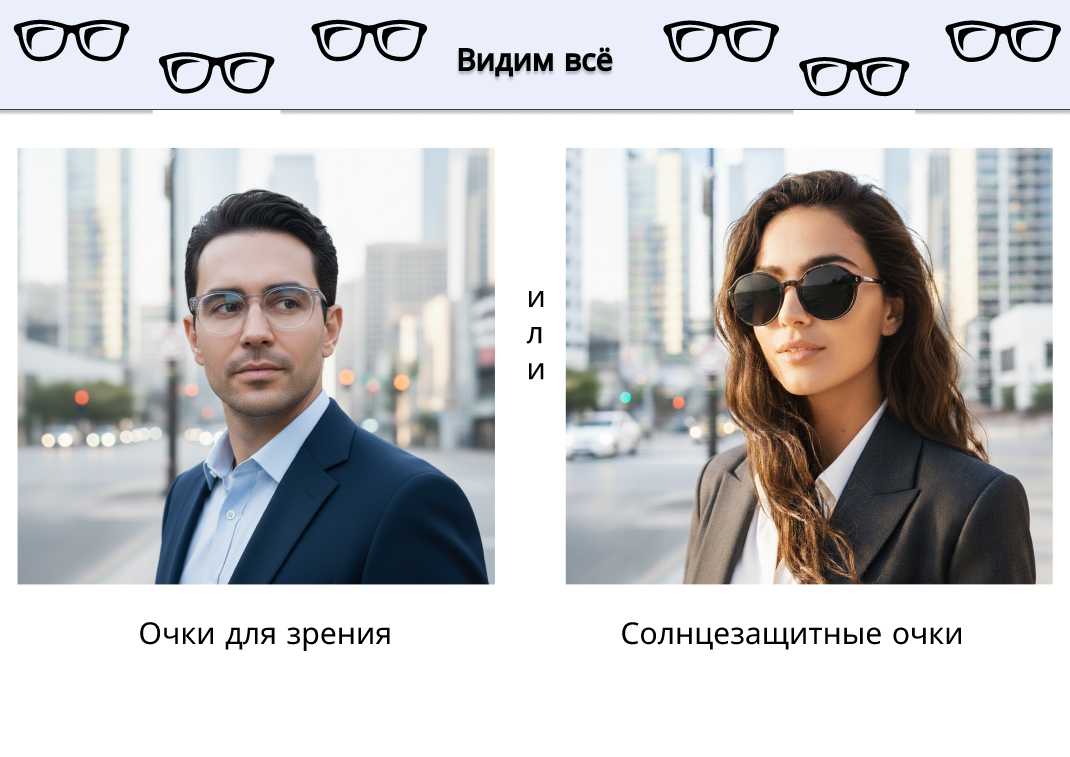 Видим всё
и
л
и
Очки для зрения
Солнцезащитные очки